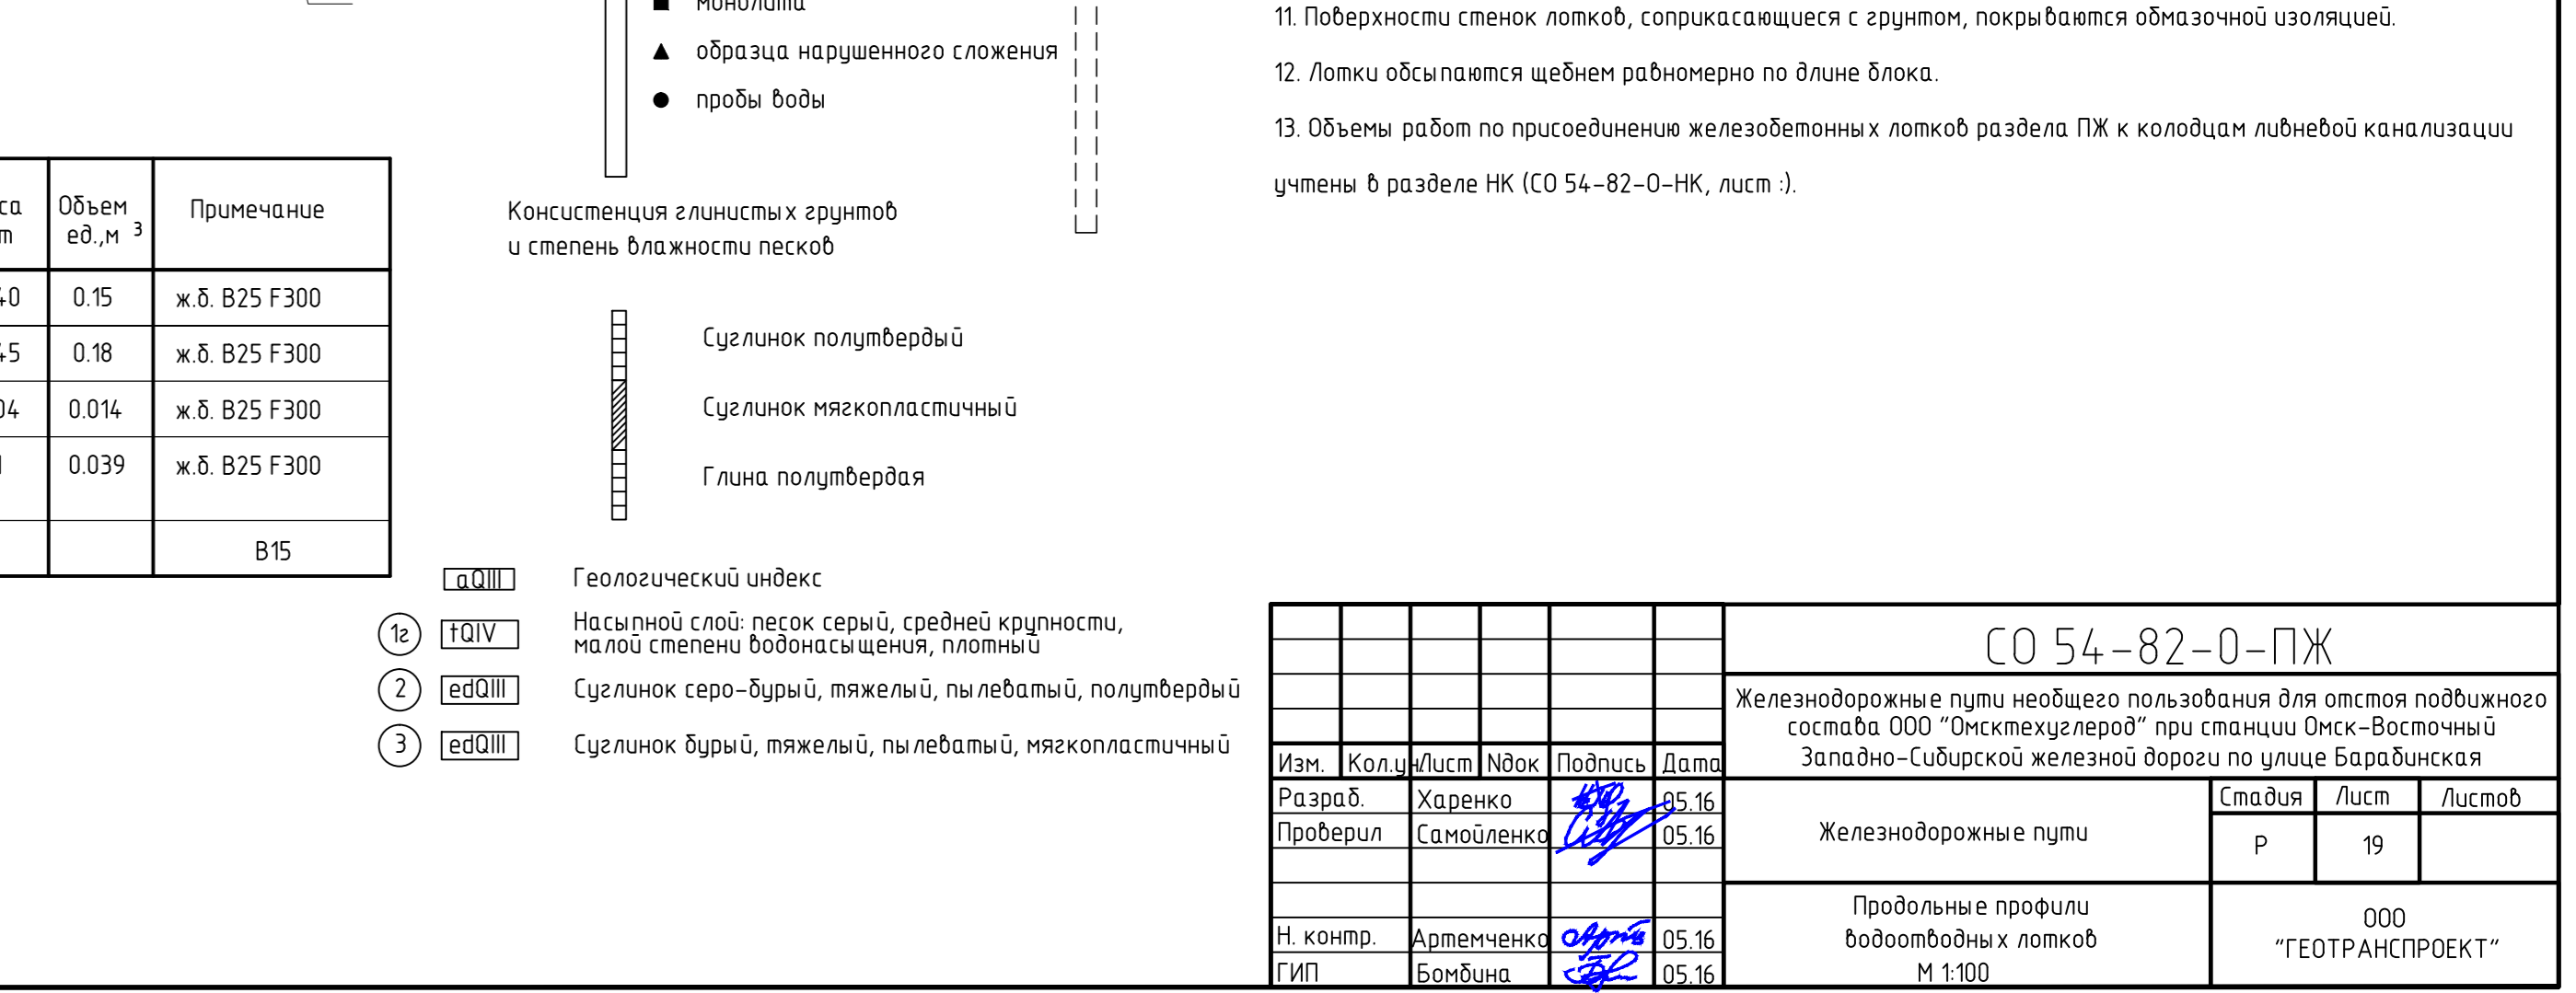 монолита
образца нарушенного сложения
пробы воды
11. Поверхности стенок лотков, соприкасающиеся с грунтом, покрываются обмазочной изоляцией.
12. Лотки обсыпаются щебнем равномерно по длине блока.
13. Объемы работ по присоединению железобетонных лотков раздела ПЖ к колодцам ливневой канализации
учтены в разделе НК (СО 54-82-0-НК, лист :).
Объем Примечание
ед.,м 3
0.15 ж.б. В25 F300
0.18 ж.б. В25 F300
0.014 ж.б. В25 F300
0.039 ж.б. В25 F300
В15
Консистенция глинистых грунтов
и степень влажности песков
Суглинок полутвердый
Суглинок мягкопластичный
Глина полутвердая
aQIII Геологический индекс
1г tQIV Насыпной слой: песок серый, средней крупности,
малой степени водонасыщения, плотный
2 edQIII Суглинок серо-бурый, тяжелый, пылеватый, полутвердый
3 edQIII Суглинок бурый, тяжелый, пылеватый, мягкопластичный
СО 54-82-0-ПЖ
Железнодорожные пути необщего пользования для отстоя подвижного
состава ООО "Омсктехуглерод" при станции Омск-Восточный
Западно-Сибирской железной дороги по улице Барабинская
Изм. Кол.уч Лист Nдок Подпись Дата
Разраб. Харенко 05.16
Проверил Самойленко 05.16
Н. контр. Артемченко 05.16
ГИП Бомбина 05.16
Железнодорожные пути
Стадия Лист Листов
Р 19
Продольные профили
водоотводных лотков
М 1:100
ООО
"ГЕОТРАНСПРОЕКТ"